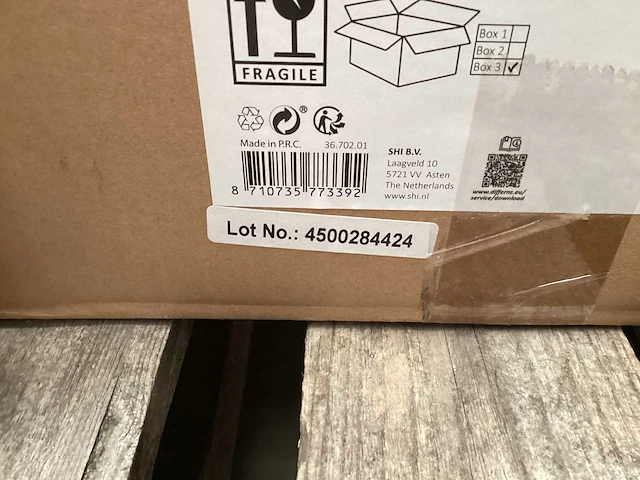 FRAGILE
Box 1
Box 2
Box 3 ✓
®
Made in P.R.C. 36.702.01
8 710735 773392
SHI B.V.
Laagveld 10
5721 VV Asten
The Netherlands
www.shi.nl
www.differnz.eu/
service/download
Lot No.: 4500284424